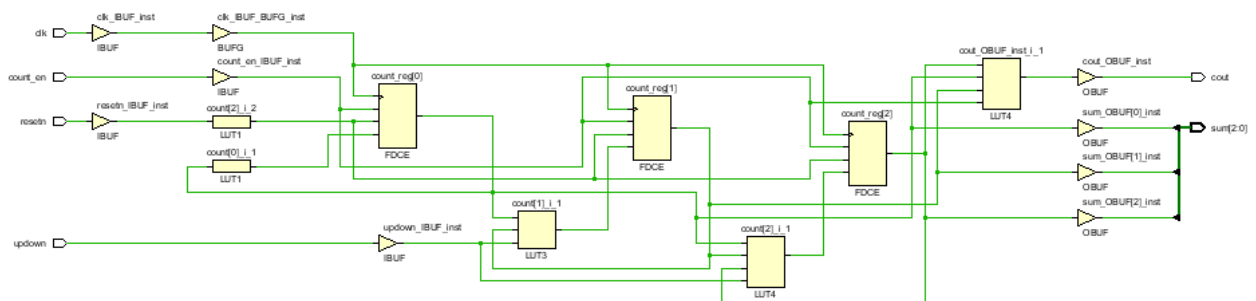 clk
clk_IBUF_inst
IBUF
clk_IBUF_BUFG_inst
BUFG
count_en
count_en_IBUF_inst
IBUF
resetn
resetn_IBUF_inst
IBUF
count[2]_i_2
LUT1
count[0]_i_1
LUT1
count_reg[0]
FDCE
count_reg[1]
FDCE
count_reg[2]
FDCE
cout_OBUF_inst_i_1
LUT4
cout_OBUF_inst
OBUF
cout
sum_OBUF[0]_inst
OBUF
sum[2:0]
sum_OBUF[1]_inst
OBUF
sum_OBUF[2]_inst
OBUF
updown
updown_IBUF_inst
IBUF
count[1]_i_1
LUT3
count[2]_i_1
LUT4